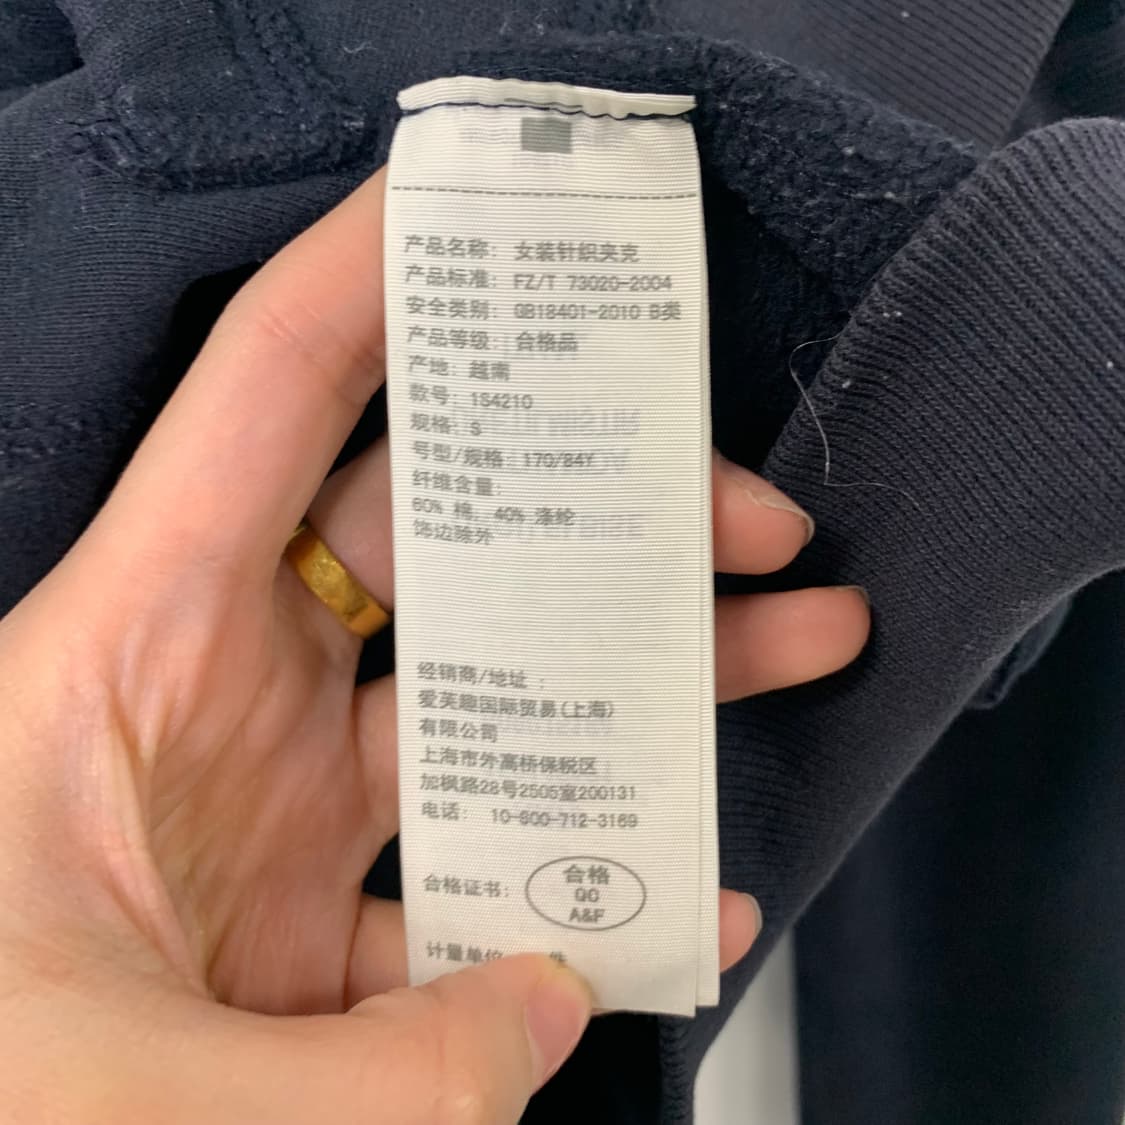 产品名称: 女装针织夹克
产品标准: FZ/T 73020-2004
安全类别: GB18401-2010 B类
产品等级: 合格品
产地: 越南
款号: 154210
规格: S
号型/规格: 170/84Y
纤维含量:
60% 棉, 40% 涤纶
饰边除外
经销商/地址 :
爱芙趣国际贸易(上海)
有限公司
上海市外高桥保税区
加枫路28号2505室200131
电话: 10-800-712-3169
合格证书:
合格
QC
A&F
计量单位 件